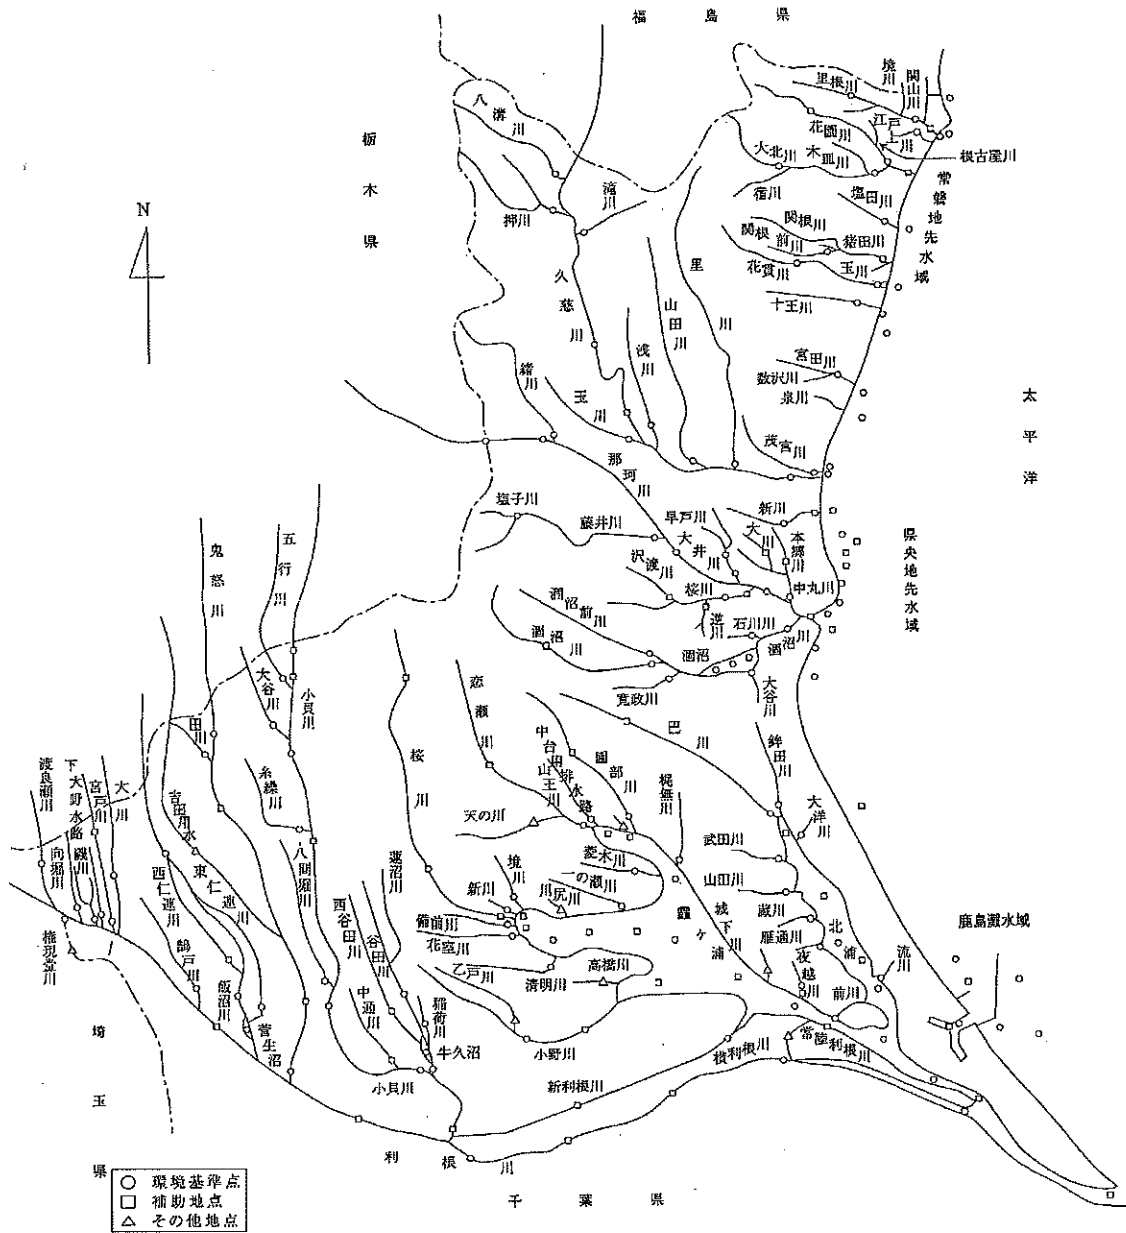 福島県
栃木県
N
八溝川
押川
滝川
久慈川
緒川
玉川
浅川
山田川
里川
里根川
境川
関山川
江戸上川
根古屋川
花園川
木皿川
大北川
宿川
塩田川
関根川
関根前川
猪田川
玉川
花貫川
十王川
宮田川
数沢川
泉川
茂宮川
常磐地先水域
太平洋
県央地先水域
那珂川
塩子川
藤井川
早戸川
大井川
大川
新川
本郷川
中丸川
沢渡川
桜川
逆川
石川川
涸沼前川
涸沼川
涸沼
涸沼川
大谷川
寛政川
巴川
鉾田川
大洋川
鬼怒川
五行川
大谷川
小貝川
田川
糸繰川
吉田用水
東仁連川
西仁連川
八間堀川
鵠戸川
飯沼川
菅生沼
渡良瀬川
下大野水路
宮戸川
大川
向堀川
磯川
権現堂川
桜川
恋瀬川
中台用排水路
山王川
園部川
天の川
梶無川
菱木川
一の瀬川
川尻川
境川
新川
備前川
花室川
蓮沼川
西谷田川
谷田川
中通川
稲荷川
牛久沼
小貝川
乙戸川
清明川
高橋川
小野川
霞ヶ浦
城下川
武田川
山田川
蔵川
雁通川
夜越川
前川
北浦
流川
鹿島灘水域
新利根川
横利根川
常陸利根川
利根川
埼玉県
千葉県
○ 環境基準点
□ 補助地点
△ その他地点